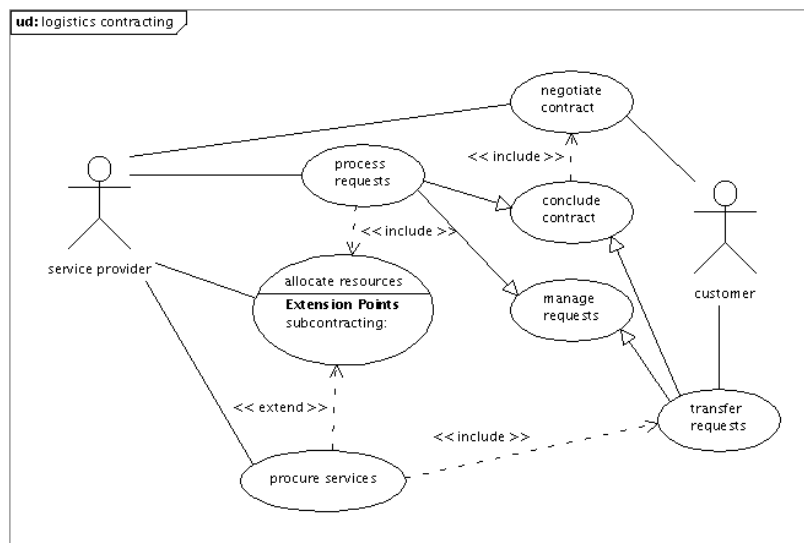 ud: logistics contracting
negotiate
contract
<< include >>
process
requests
conclude
contract
<< include >>
service provider
customer
allocate resources
Extension Points
subcontracting:
manage
requests
<< extend >>
<< include >>
transfer
requests
procure services